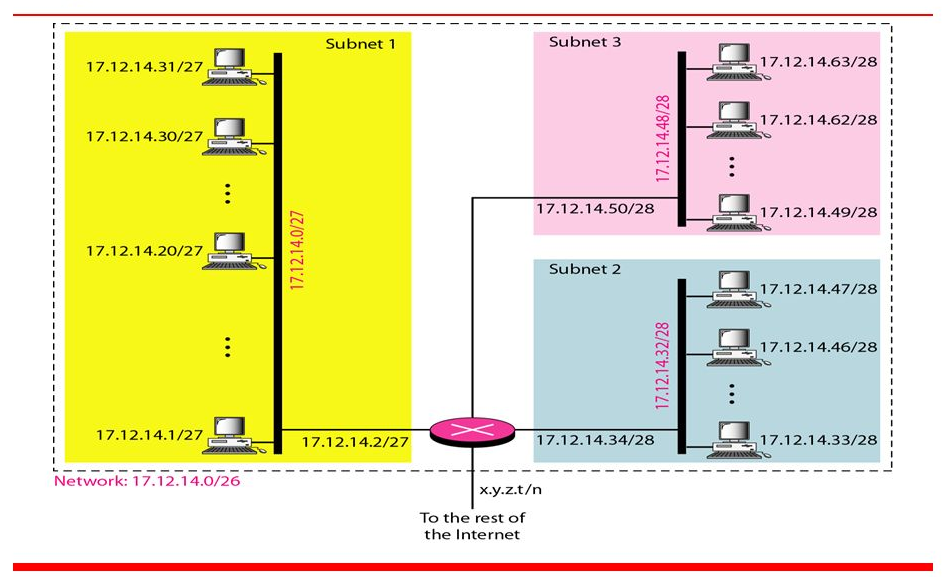 Subnet 1
17.12.14.31/27
17.12.14.30/27
17.12.14.20/27
17.12.14.0/27
17.12.14.1/27
17.12.14.2/27
Subnet 3
17.12.14.63/28
17.12.14.62/28
17.12.14.48/28
17.12.14.50/28
17.12.14.49/28
Subnet 2
17.12.14.47/28
17.12.14.46/28
17.12.14.32/28
17.12.14.34/28
17.12.14.33/28
Network: 17.12.14.0/26
x.y.z.t/n
To the rest of
the Internet